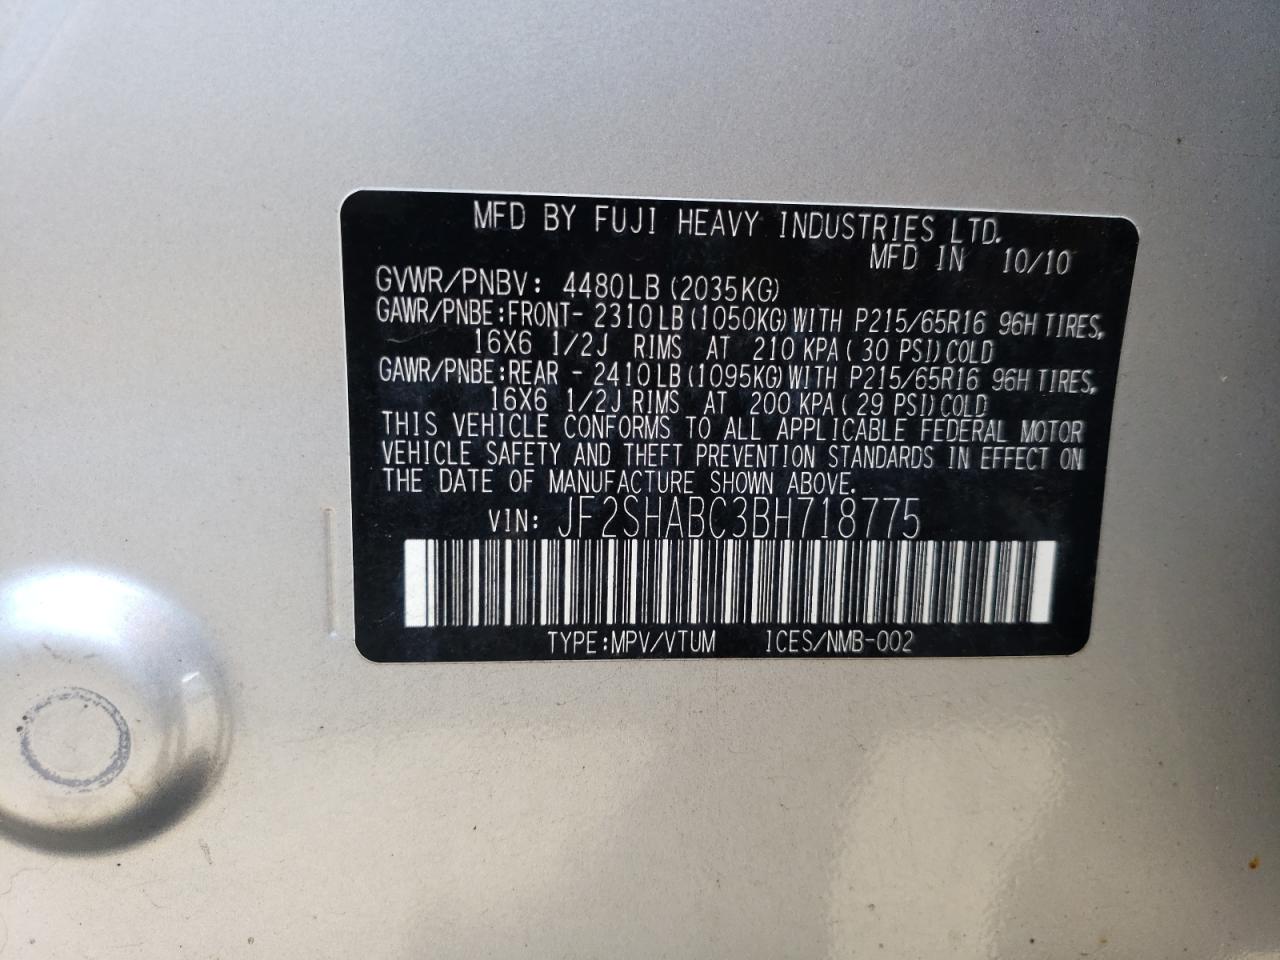 MFD BY FUJI HEAVY INDUSTRIES LTD.
MFD IN 10/10
GVWR/PNBV: 4480LB(2035KG)
GAWR/PNBE:FRONT- 2310LB(1050KG)WITH P215/65R16 96H TIRES,
16X6 1/2J RIMS AT 210 KPA( 30 PSI)COLD
GAWR/PNBE:REAR - 2410LB(1095KG)WITH P215/65R16 96H TIRES,
16X6 1/2J RIMS AT 200 KPA( 29 PSI)COLD
THIS VEHICLE CONFORMS TO ALL APPLICABLE FEDERAL MOTOR
VEHICLE SAFETY AND THEFT PREVENTION STANDARDS IN EFFECT ON
THE DATE OF MANUFACTURE SHOWN ABOVE.
VIN: JF2SHABC3BH718775
TYPE:MPV/VTUM ICES/NMB-002